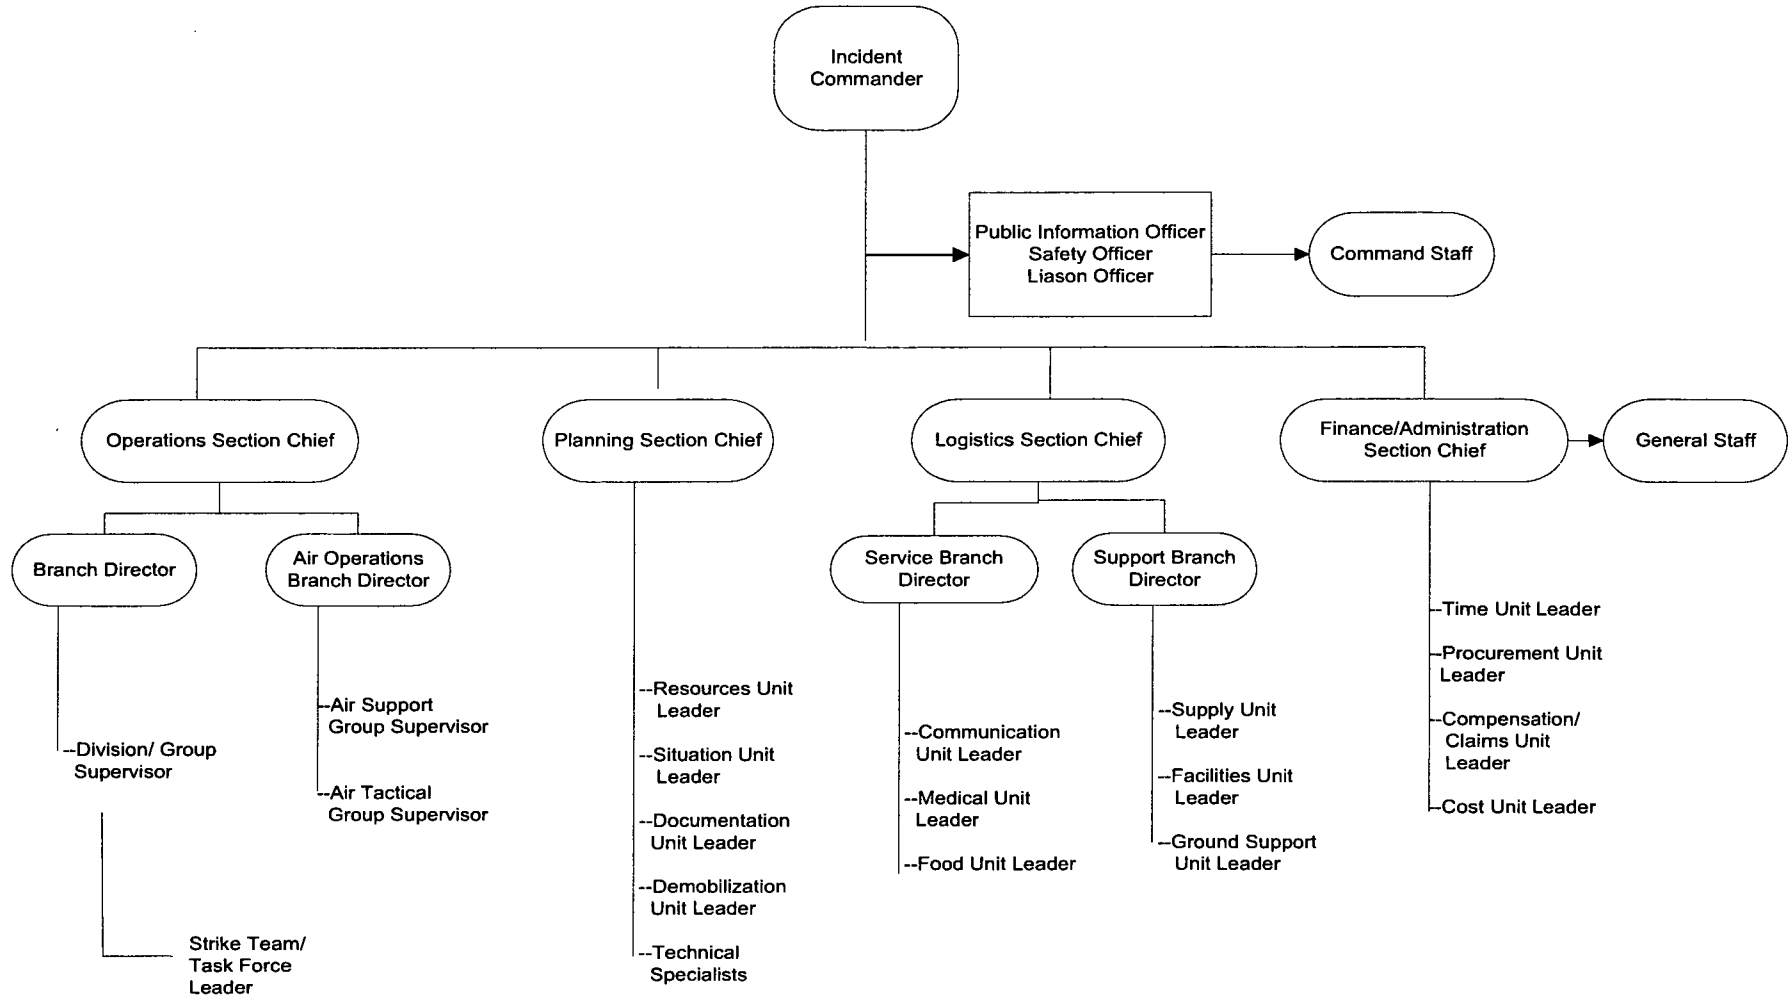 Incident
Commander
Public Information Officer
Safety Officer
Liason Officer
Command Staff
Operations Section Chief
Planning Section Chief
Logistics Section Chief
Finance/Administration
Section Chief
General Staff
Branch Director
Air Operations
Branch Director
Service Branch
Director
Support Branch
Director
--Division/ Group
Supervisor
Strike Team/
Task Force
Leader
--Air Support
Group Supervisor
--Air Tactical
Group Supervisor
--Resources Unit
Leader
--Situation Unit
Leader
--Documentation
Unit Leader
--Demobilization
Unit Leader
--Technical
Specialists
--Communication
Unit Leader
--Medical Unit
Leader
--Food Unit Leader
--Supply Unit
Leader
--Facilities Unit
Leader
--Ground Support
Unit Leader
--Time Unit Leader
--Procurement Unit
Leader
--Compensation/
Claims Unit
Leader
--Cost Unit Leader